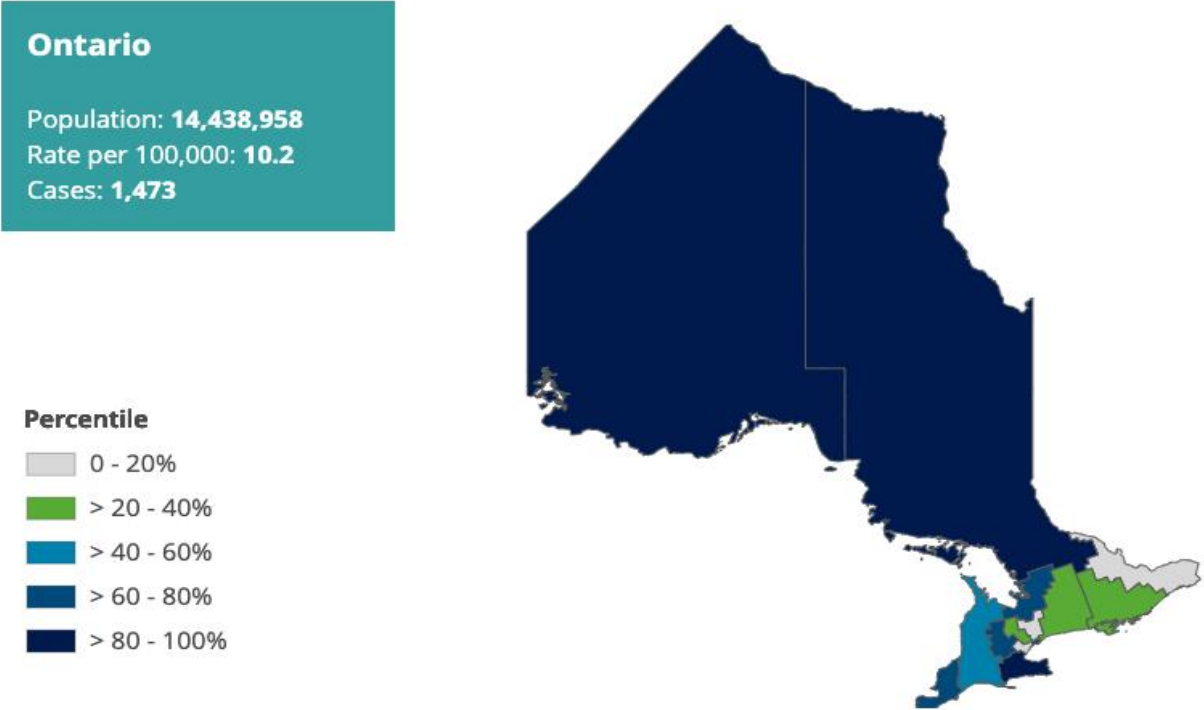 Ontario
Population: 14,438,958
Rate per 100,000: 10.2
Cases: 1,473
Percentile
0 - 20%
> 20 - 40%
> 40 - 60%
> 60 - 80%
> 80 - 100%